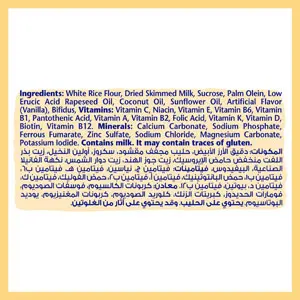 Ingredients: White Rice Flour, Dried Skimmed Milk, Sucrose, Palm Olein, Low
Erucic Acid Rapeseed Oil, Coconut Oil, Sunflower Oil, Artificial Flavor
(Vanilla), Bifidus, Vitamins: Vitamin C, Niacin, Vitamin E, Vitamin B6, Vitamin
B1, Pantothenic Acid, Vitamin A, Vitamin B2, Folic Acid, Vitamin K, Vitamin D,
Biotin, Vitamin B12. Minerals: Calcium Carbonate, Sodium Phosphate,
Ferrous Fumarate, Zinc Sulfate, Sodium Chloride, Magnesium Carbonate,
Potassium Iodide. Contains milk. It may contain traces of gluten.
المكونات: دقيق الأرز الأبيض، حليب مجفف مقشود، سكروز، أولين النخيل، زيت بذر
اللفت منخفض حامض الإيروسيك، زيت جوز الهند، زيت دوار الشمس، نكهة الفانيلا
الصناعية، البيفيدوس، الفيتامينات: فيتامين ج، نياسين، فيتامين هـ، فيتامين ب٦،
فيتامين ب١، حمض البانتوثينيك، فيتامين أ، فيتامين ب٢، حمض الفوليك، فيتامين ك،
فيتامين د، بيوتين، فيتامين ب١٢. معادن: كربونات الكالسيوم، فوسفات الصوديوم،
فومارات الحديدوز، كبريتات الزنك، كلوريد الصوديوم، كربونات المغنيزيوم، يوديد
البوتاسيوم. يحتوي على الحليب. وقد يحتوي على آثار من الغلوتين.